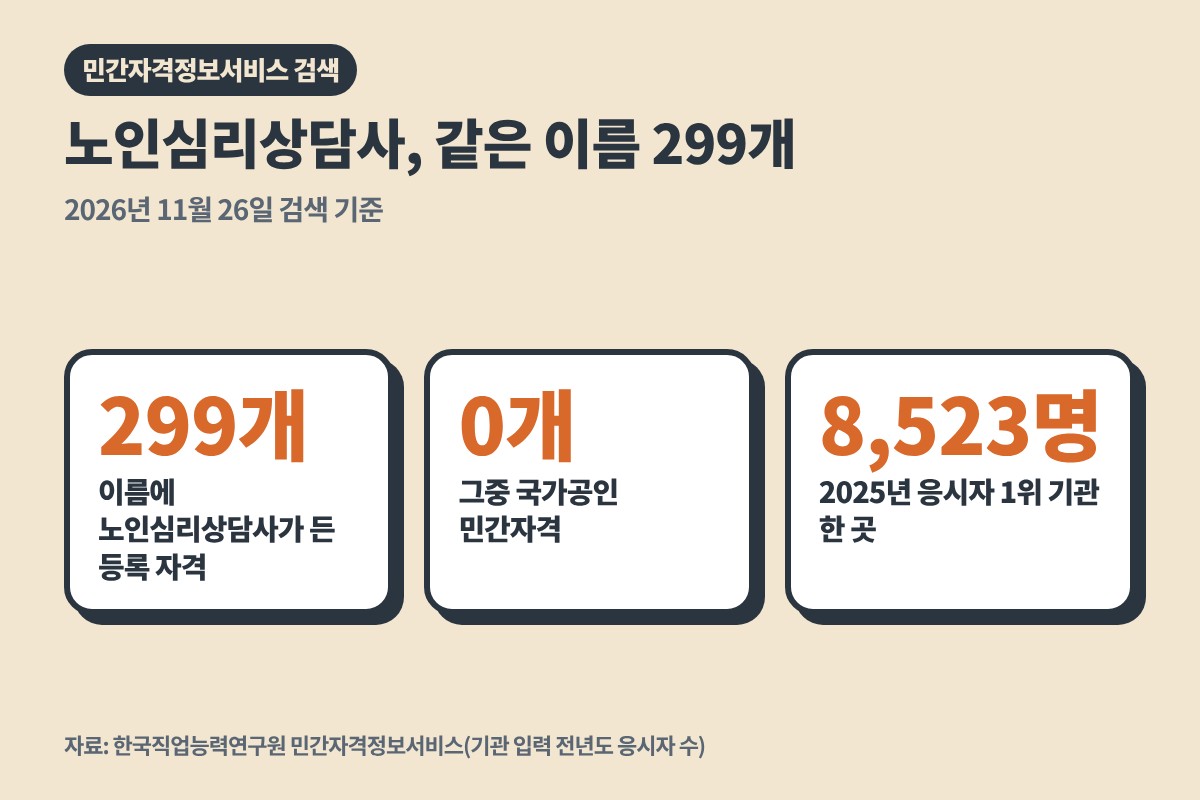 민간자격정보서비스 검색
노인심리상담사, 같은 이름 299개
2026년 11월 26일 검색 기준
299개
이름에
노인심리상담사가 든
등록 자격
0개
그중 국가공인
민간자격
8,523명
2025년 응시자 1위 기관
한 곳
자료: 한국직업능력연구원 민간자격정보서비스(기관 입력 전년도 응시자 수)